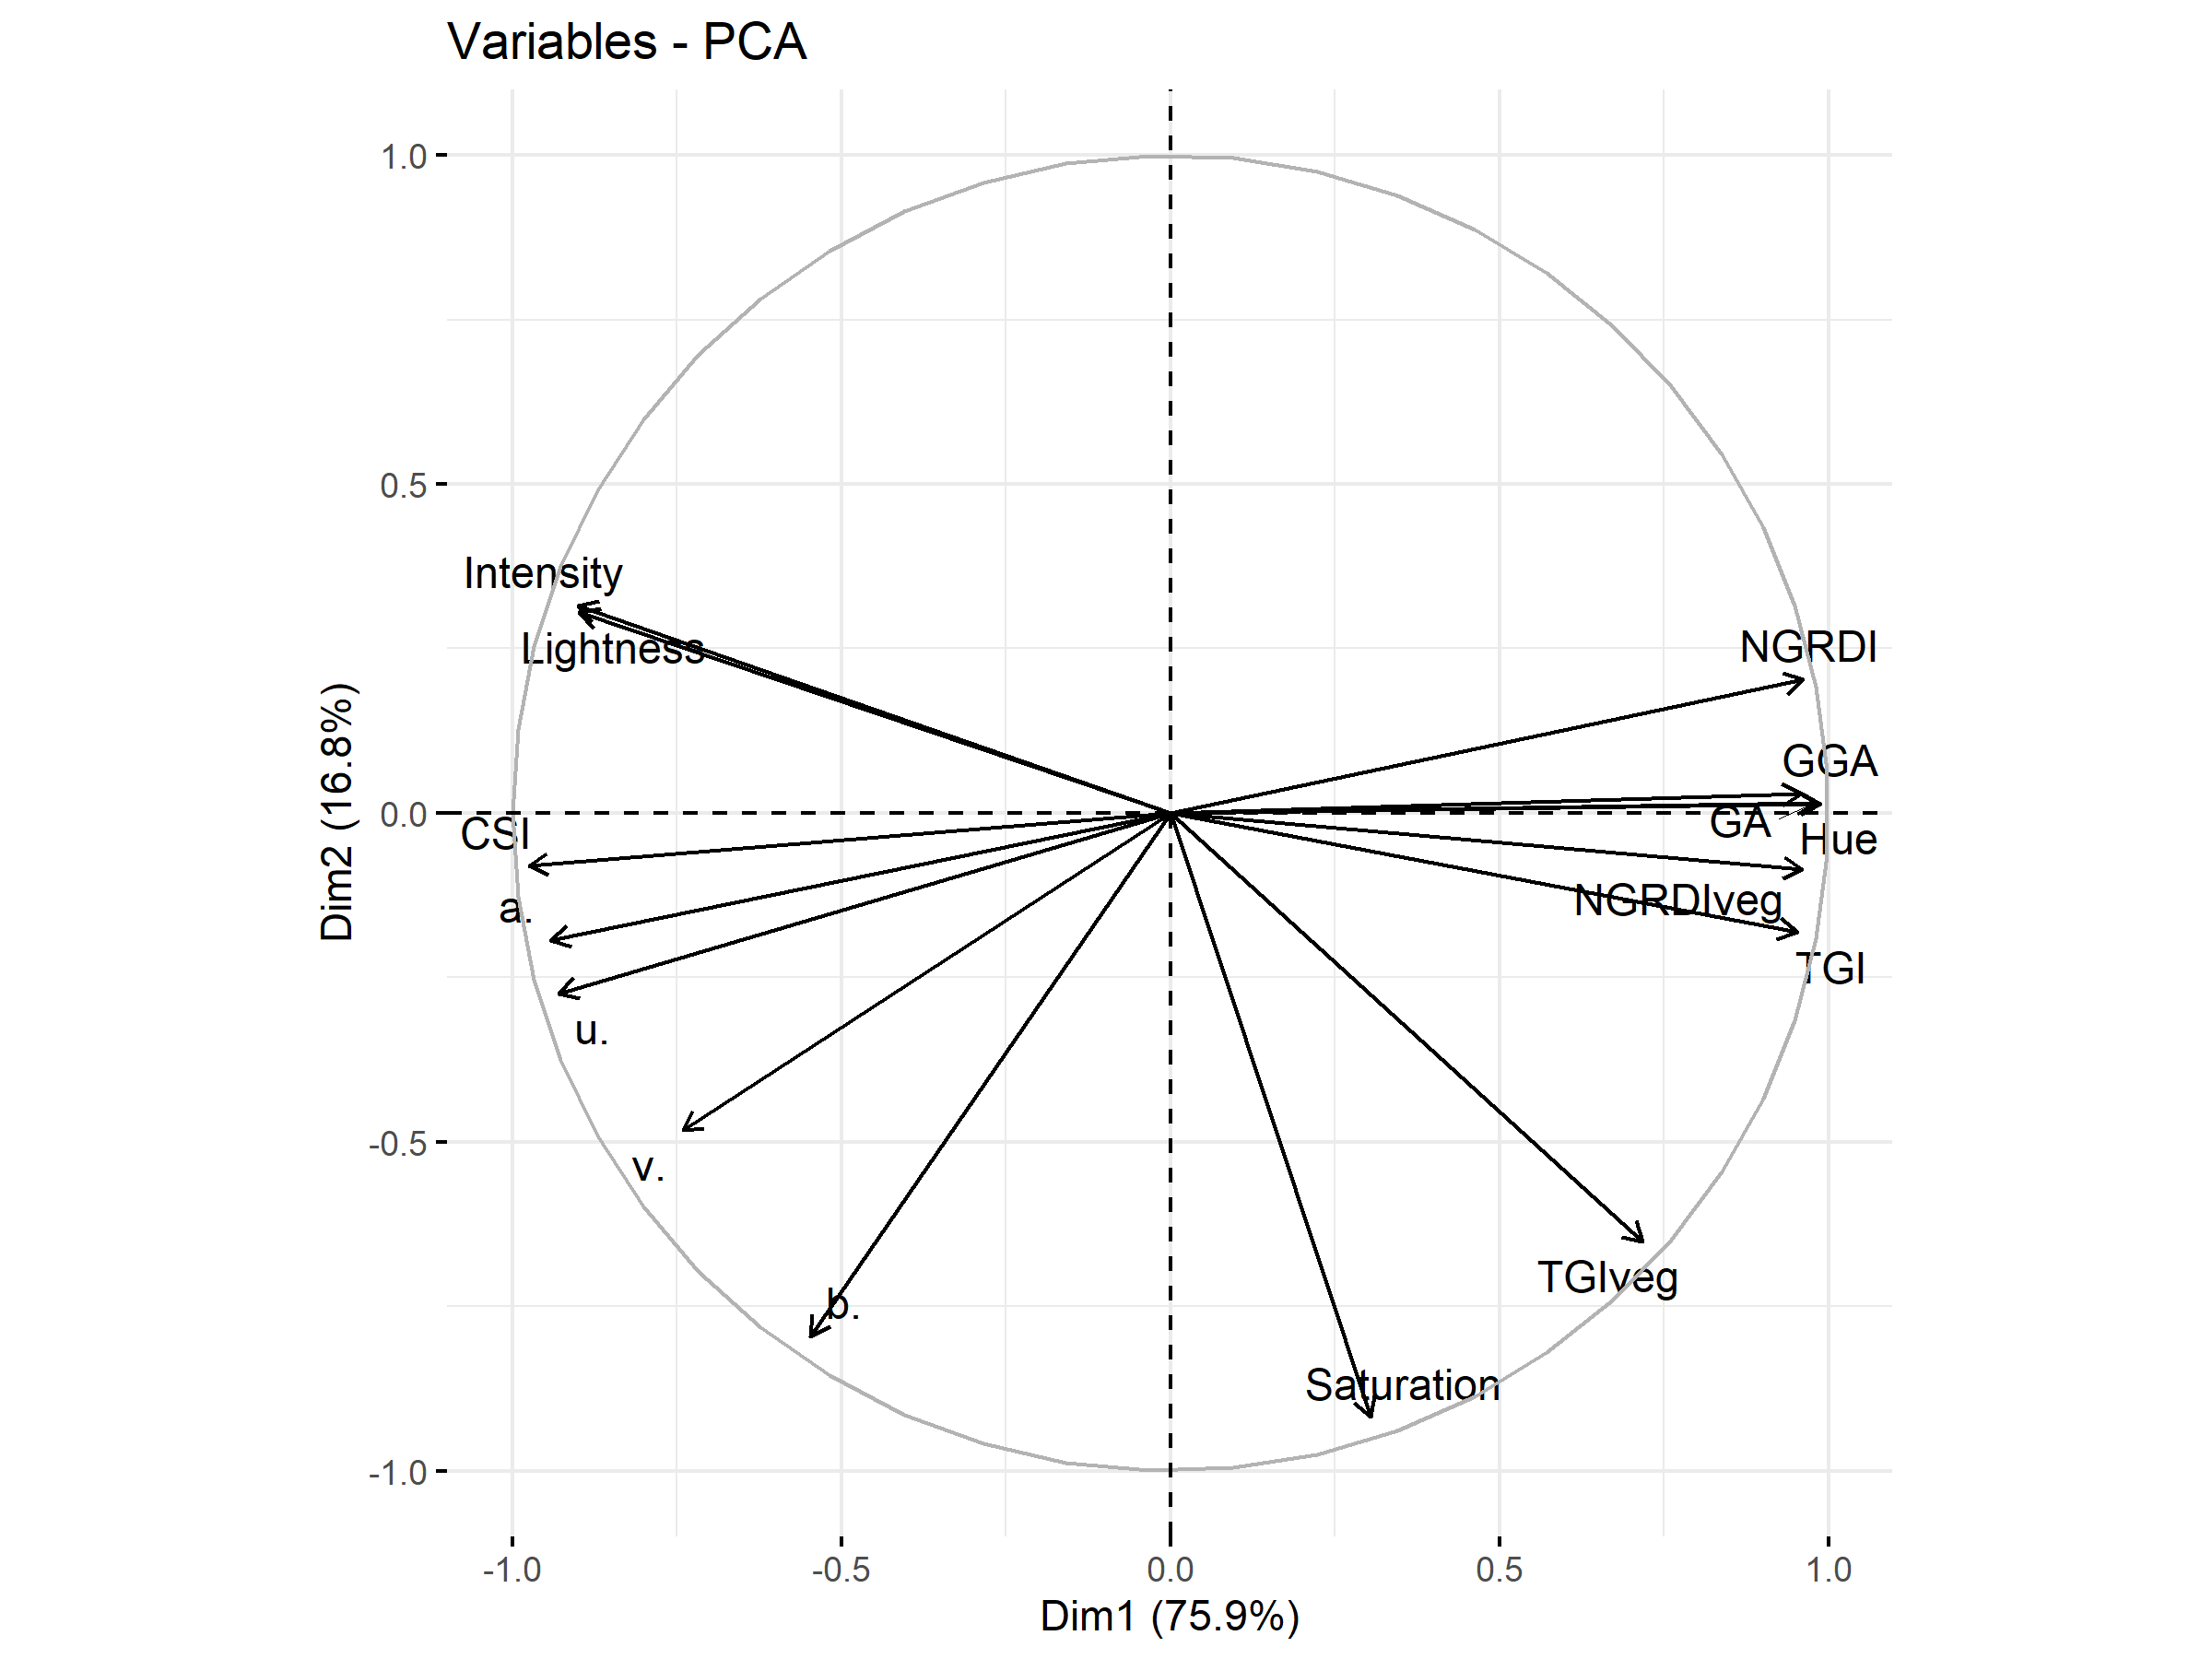 Variables - PCA
1.0
0.5
0.0
-0.5
-1.0
Dim2 (16.8%)
Intensity
Lightness
NGRDI
GGA
GA
Hue
CSI
NGRDIveg
a.
TGI
u.
v.
b.
TGIveg
Saturation
-1.0
-0.5
0.0
0.5
1.0
Dim1 (75.9%)